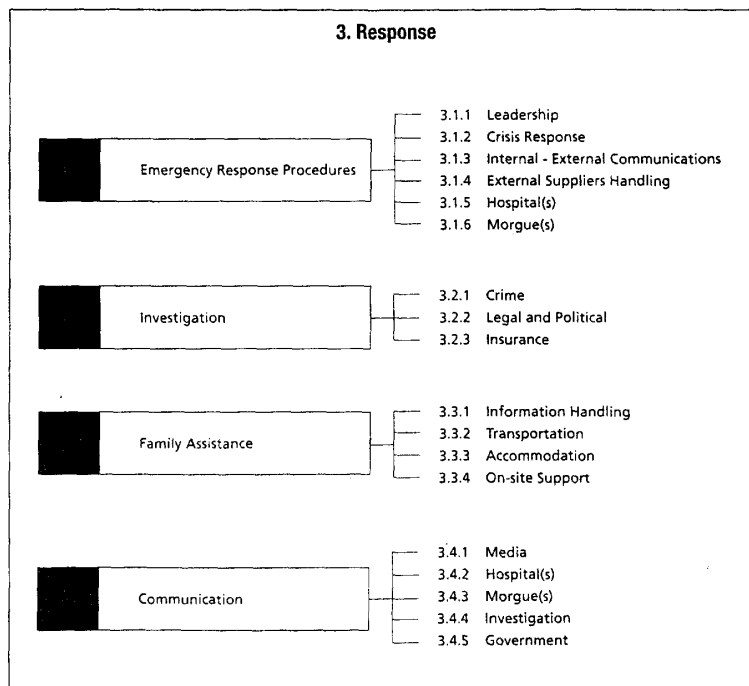 3. Response
Emergency Response Procedures
3.1.1 Leadership
3.1.2 Crisis Response
3.1.3 Internal - External Communications
3.1.4 External Suppliers Handling
3.1.5 Hospital(s)
3.1.6 Morgue(s)
Investigation
3.2.1 Crime
3.2.2 Legal and Political
3.2.3 Insurance
Family Assistance
3.3.1 Information Handling
3.3.2 Transportation
3.3.3 Accommodation
3.3.4 On-site Support
Communication
3.4.1 Media
3.4.2 Hospital(s)
3.4.3 Morgue(s)
3.4.4 Investigation
3.4.5 Government